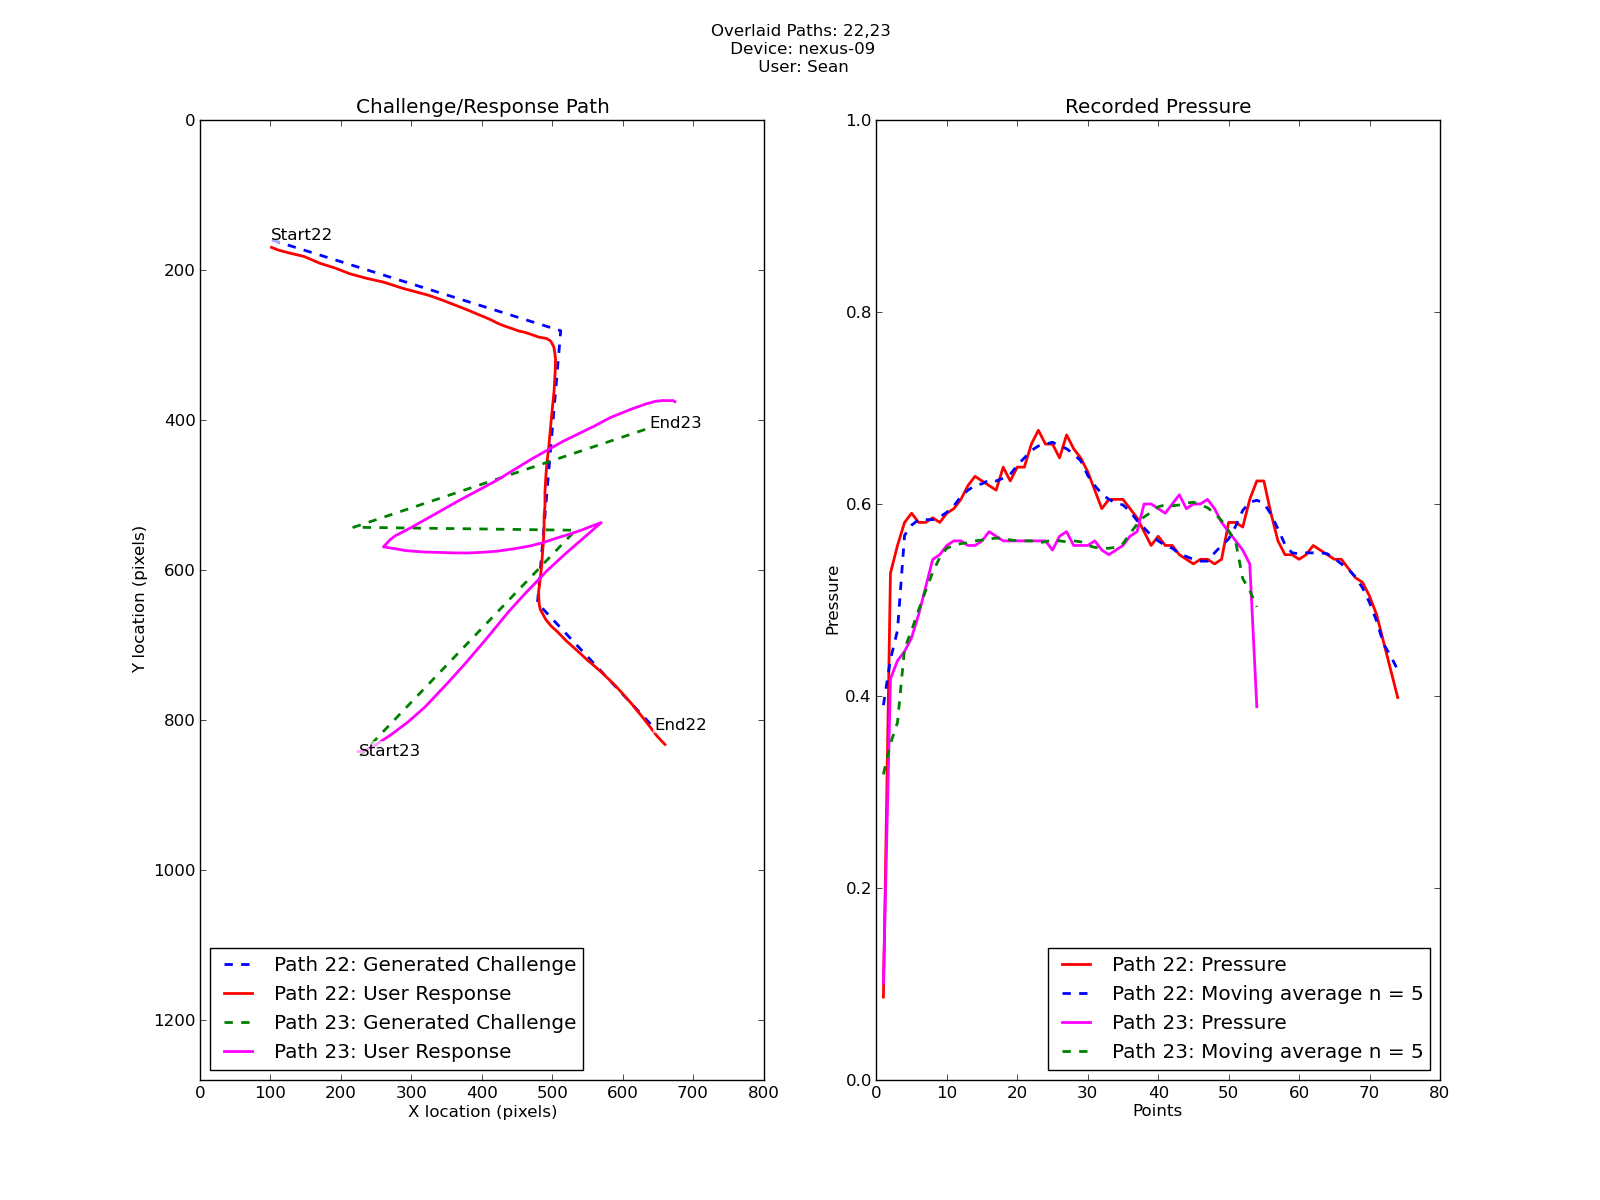 Overlaid Paths: 22,23
Device: nexus-09
User: Sean
Challenge/Response Path
0
200
400
600
800
1000
1200
Y location (pixels)
Start22
End23
End22
Start23
Path 22: Generated Challenge
Path 22: User Response
Path 23: Generated Challenge
Path 23: User Response
0 100 200 300 400 500 600 700 800
X location (pixels)
Recorded Pressure
1.0
0.8
0.6
0.4
0.2
0.0
Pressure
Path 22: Pressure
Path 22: Moving average n = 5
Path 23: Pressure
Path 23: Moving average n = 5
0 10 20 30 40 50 60 70 80
Points